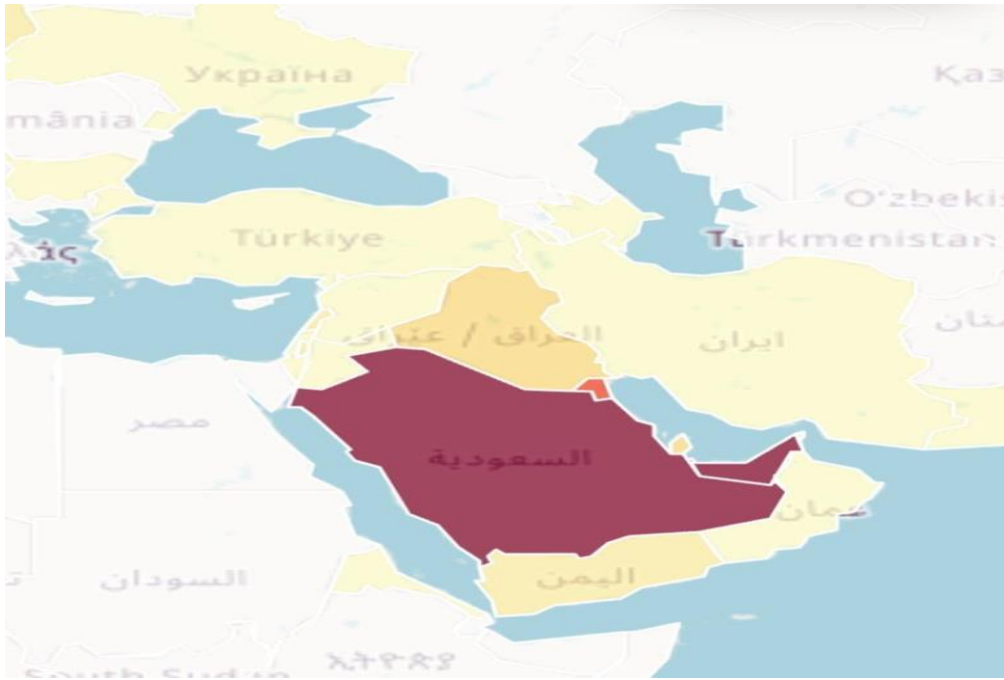 Україна
Қаз
mânia
O'zbekis
Türkiye
Türkmenistan
العراق / عێراق
ایران
مصر
السعودية
عمان
السودان
اليمن
ኢትዮጵያ
South Sudan